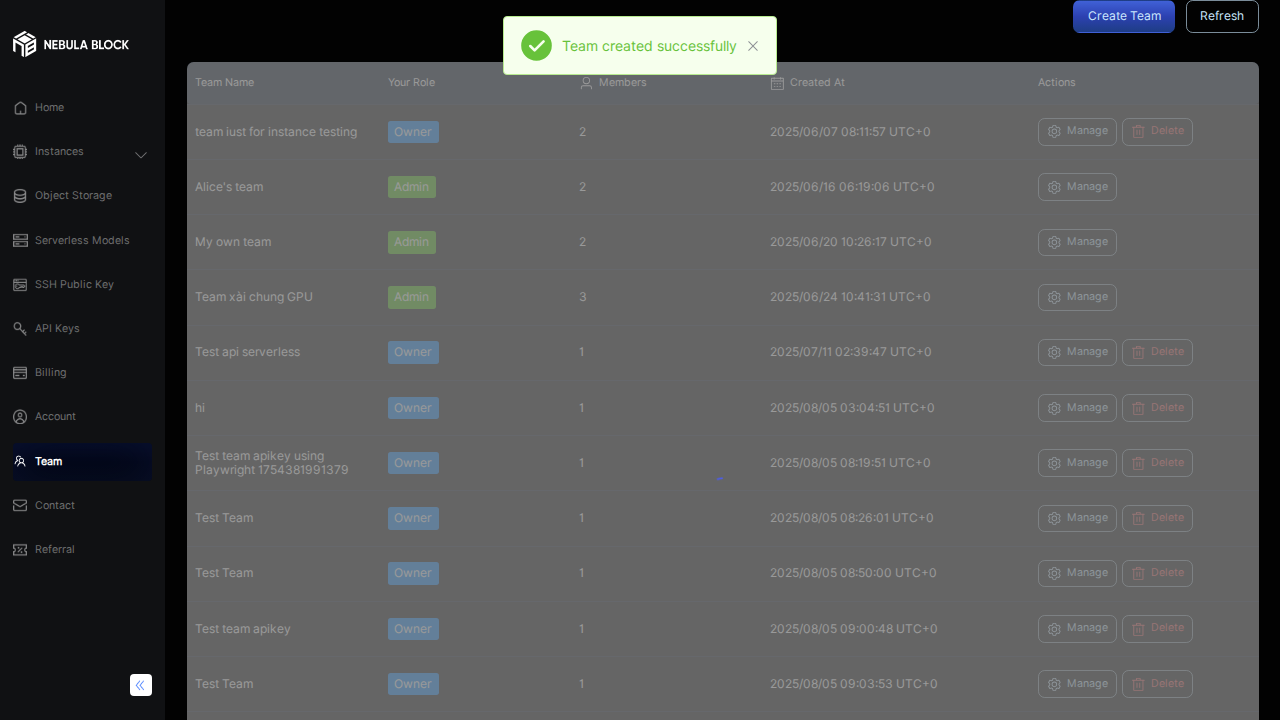 Create Team
Refresh
Team created successfully
NEBULA BLOCK
Home
Instances
Object Storage
Serverless Models
SSH Public Key
API Keys
Billing
Account
Team
Contact
Referral
Team Name Your Role Members Created At Actions
team iust for instance testing Owner 2 2025/06/07 08:11:57 UTC+0 Manage Delete
Alice's team Admin 2 2025/06/16 06:19:06 UTC+0 Manage
My own team Admin 2 2025/06/20 10:26:17 UTC+0 Manage
Team xài chung GPU Admin 3 2025/06/24 10:41:31 UTC+0 Manage
Test api serverless Owner 1 2025/07/11 02:39:47 UTC+0 Manage Delete
hi Owner 1 2025/08/05 03:04:51 UTC+0 Manage Delete
Test team apikey using
Playwright 1754381991379 Owner 1 2025/08/05 08:19:51 UTC+0 Manage Delete
Test Team Owner 1 2025/08/05 08:26:01 UTC+0 Manage Delete
Test Team Owner 1 2025/08/05 08:50:00 UTC+0 Manage Delete
Test team apikey Owner 1 2025/08/05 09:00:48 UTC+0 Manage Delete
Test Team Owner 1 2025/08/05 09:03:53 UTC+0 Manage Delete